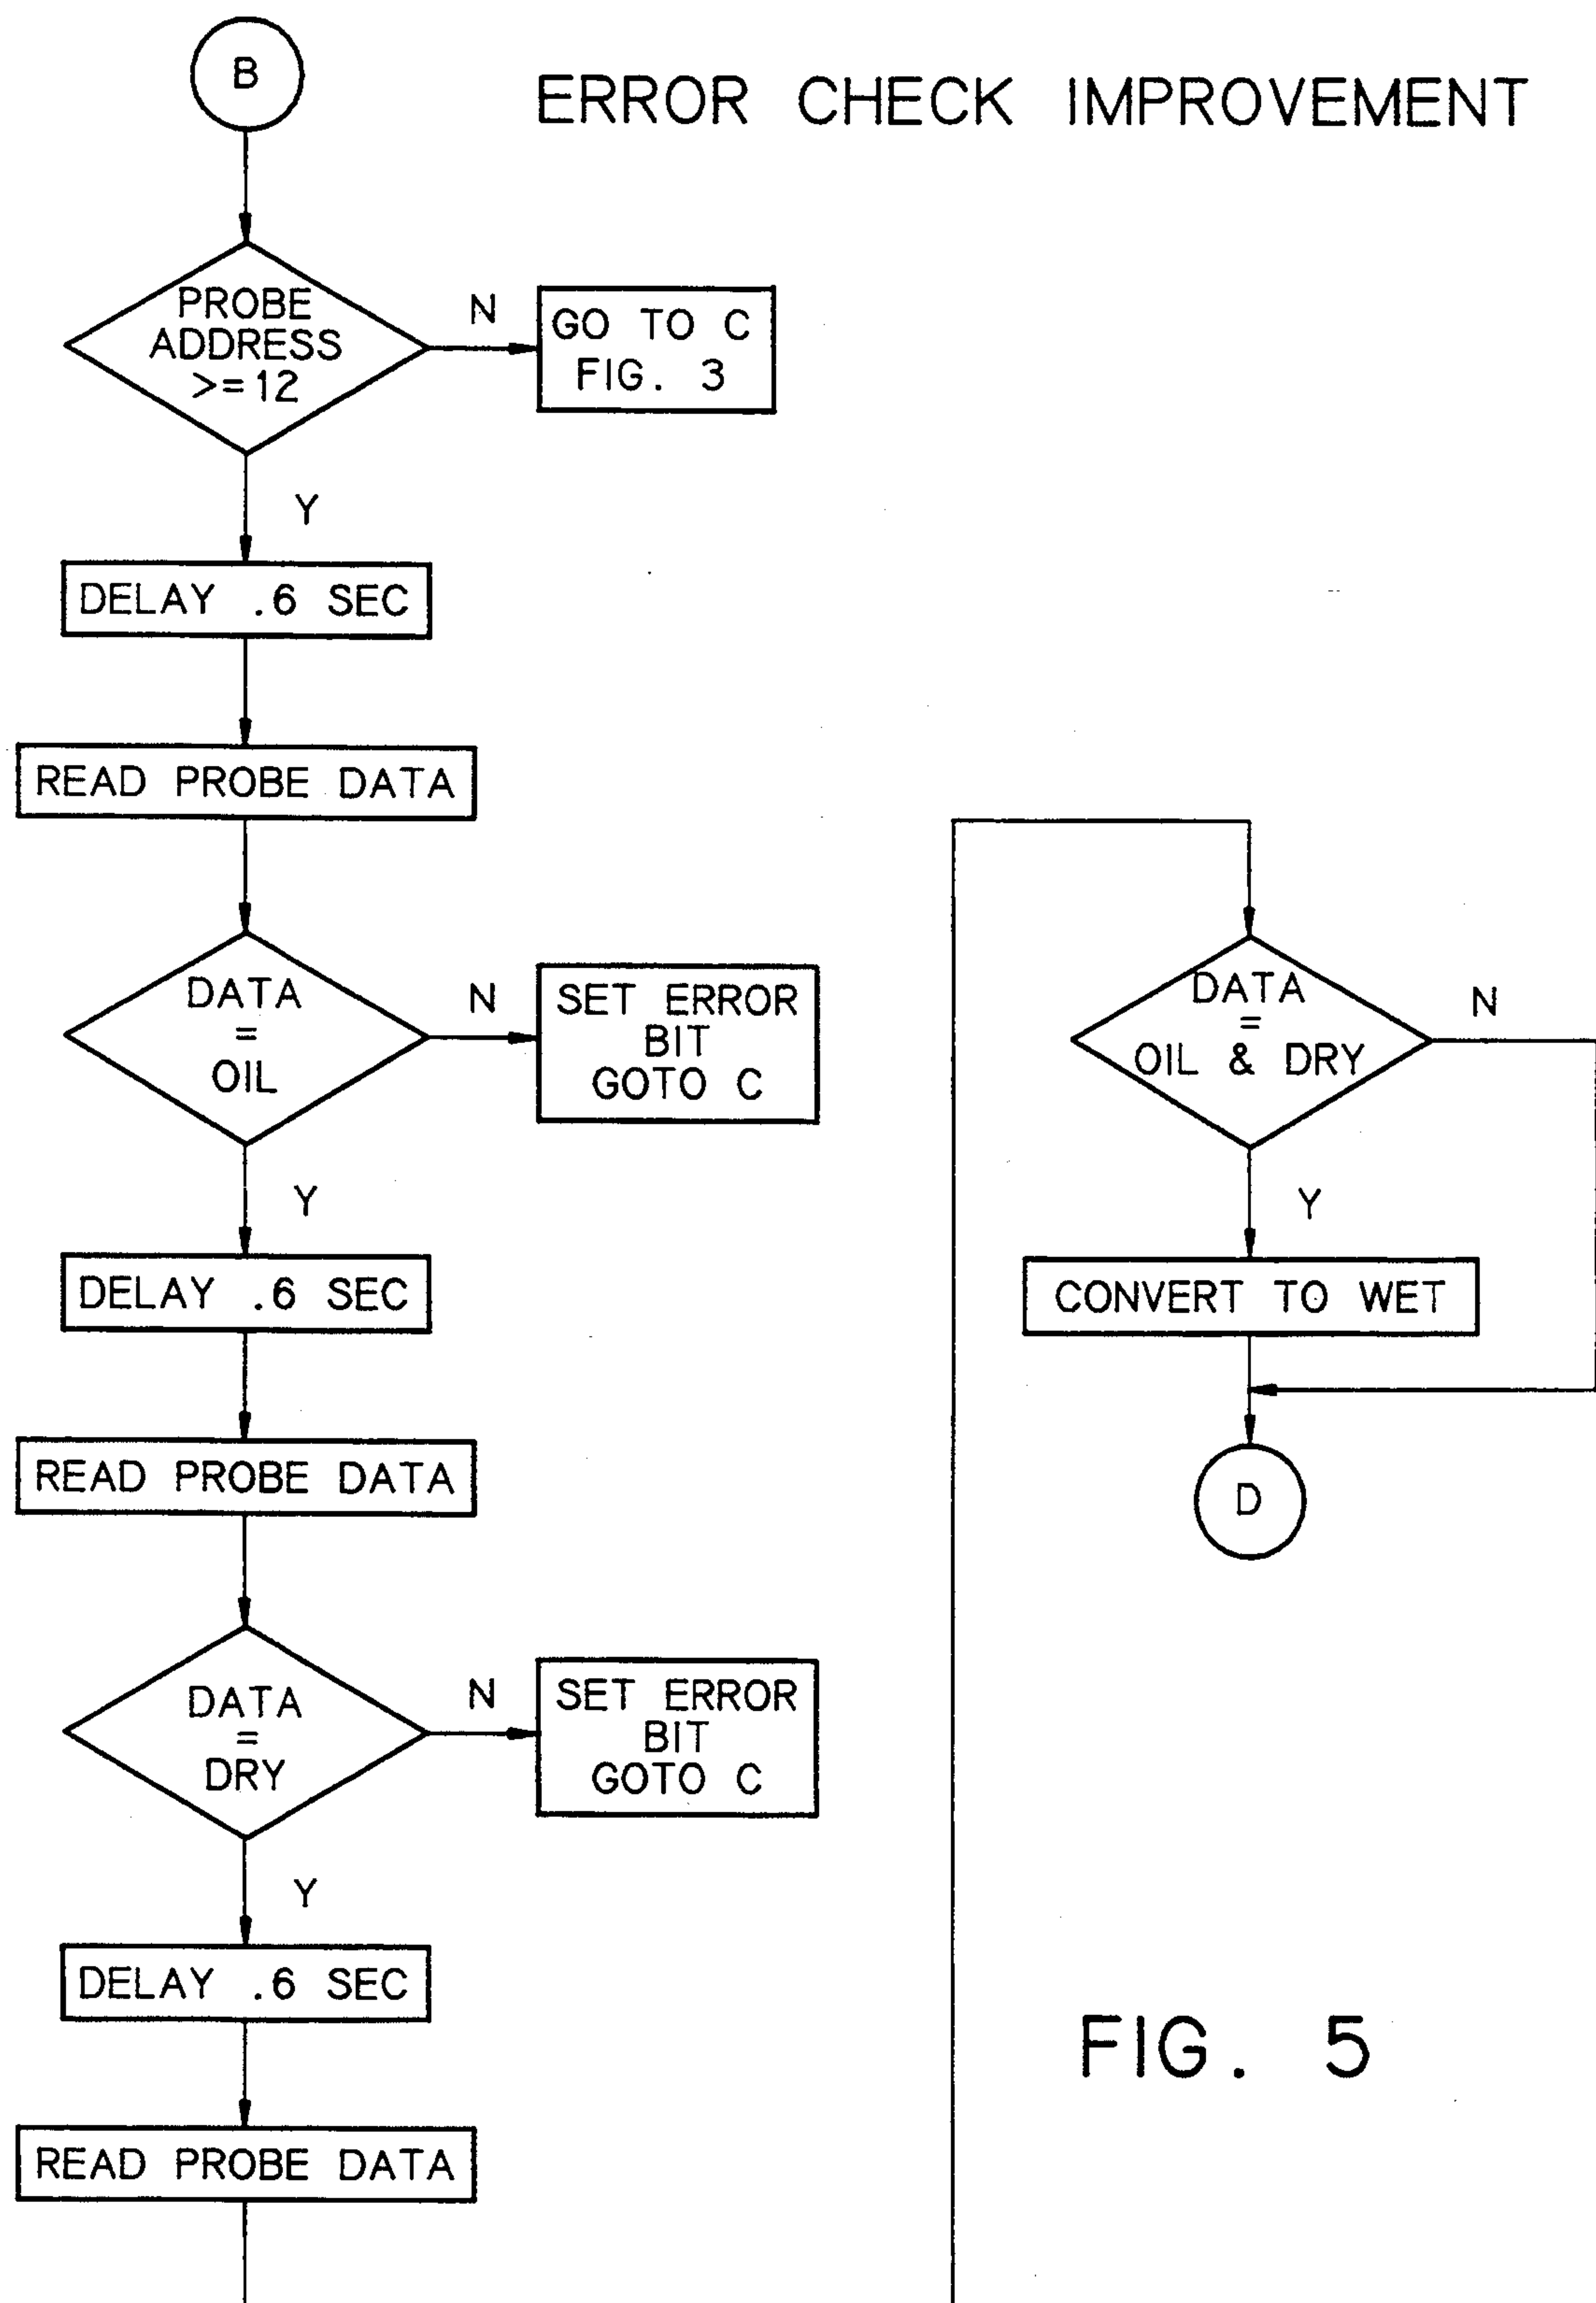 B
ERROR CHECK IMPROVEMENT
PROBE
ADDRESS
>=12
N
GO TO C
FIG. 3
Y
DELAY .6 SEC
READ PROBE DATA
DATA
=
OIL
N
SET ERROR
BIT
GOTO C
Y
DELAY .6 SEC
READ PROBE DATA
DATA
=
DRY
N
SET ERROR
BIT
GOTO C
Y
DELAY .6 SEC
READ PROBE DATA
DATA
=
OIL & DRY
N
Y
CONVERT TO WET
D
FIG. 5